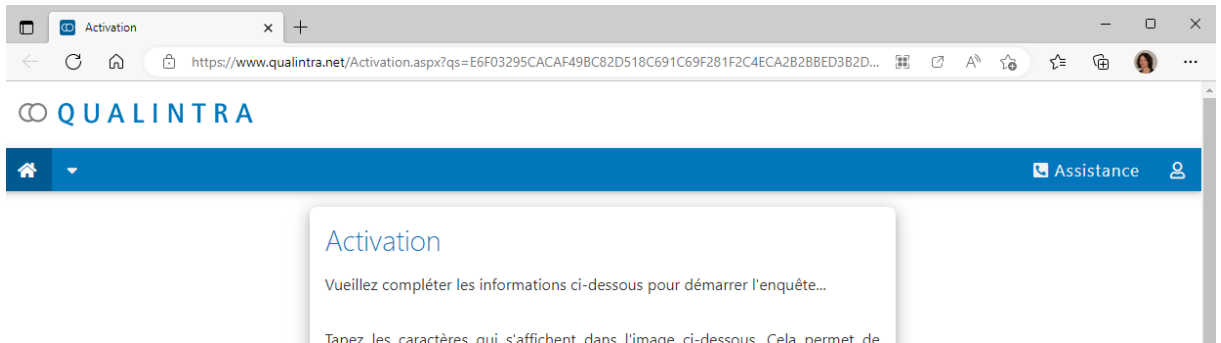 Activation
https://www.qualintra.net/Activation.aspx?qs=E6F03295CACAF49BC82D518C691C69F281F2C4ECA2B2BBED3B2D...
QUALINTRA
Assistance
Activation
Vueillez compléter les informations ci-dessous pour démarrer l'enquête...
Tapez les caractères qui s'affichent dans l'image ci-dessous. Cela permet de